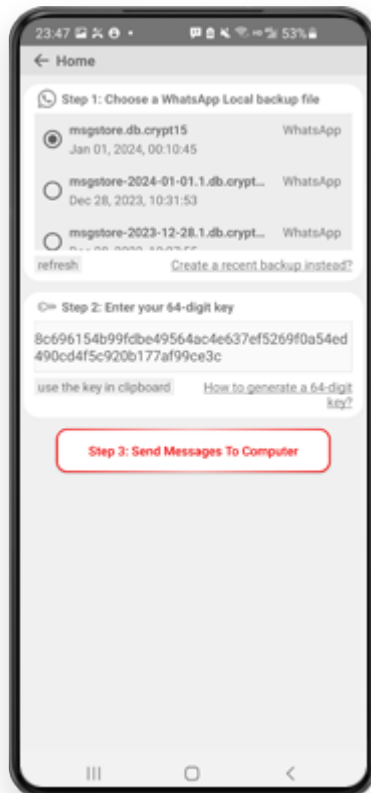 23:47 53%
Home
Step 1: Choose a WhatsApp Local backup file
msgstore.db.crypt15 WhatsApp
Jan 01, 2024, 00:10:45
msgstore-2024-01-01.1.db.crypt... WhatsApp
Dec 28, 2023, 10:31:53
msgstore-2023-12-28.1.db.crypt... WhatsApp
refresh Create a recent backup instead?
Step 2: Enter your 64-digit key
8c696154b99fdbe49564ac4e637ef5269f0a54ed
490cd4f5c920b177af99ce3c
use the key in clipboard How to generate a 64-digit
key?
Step 3: Send Messages To Computer